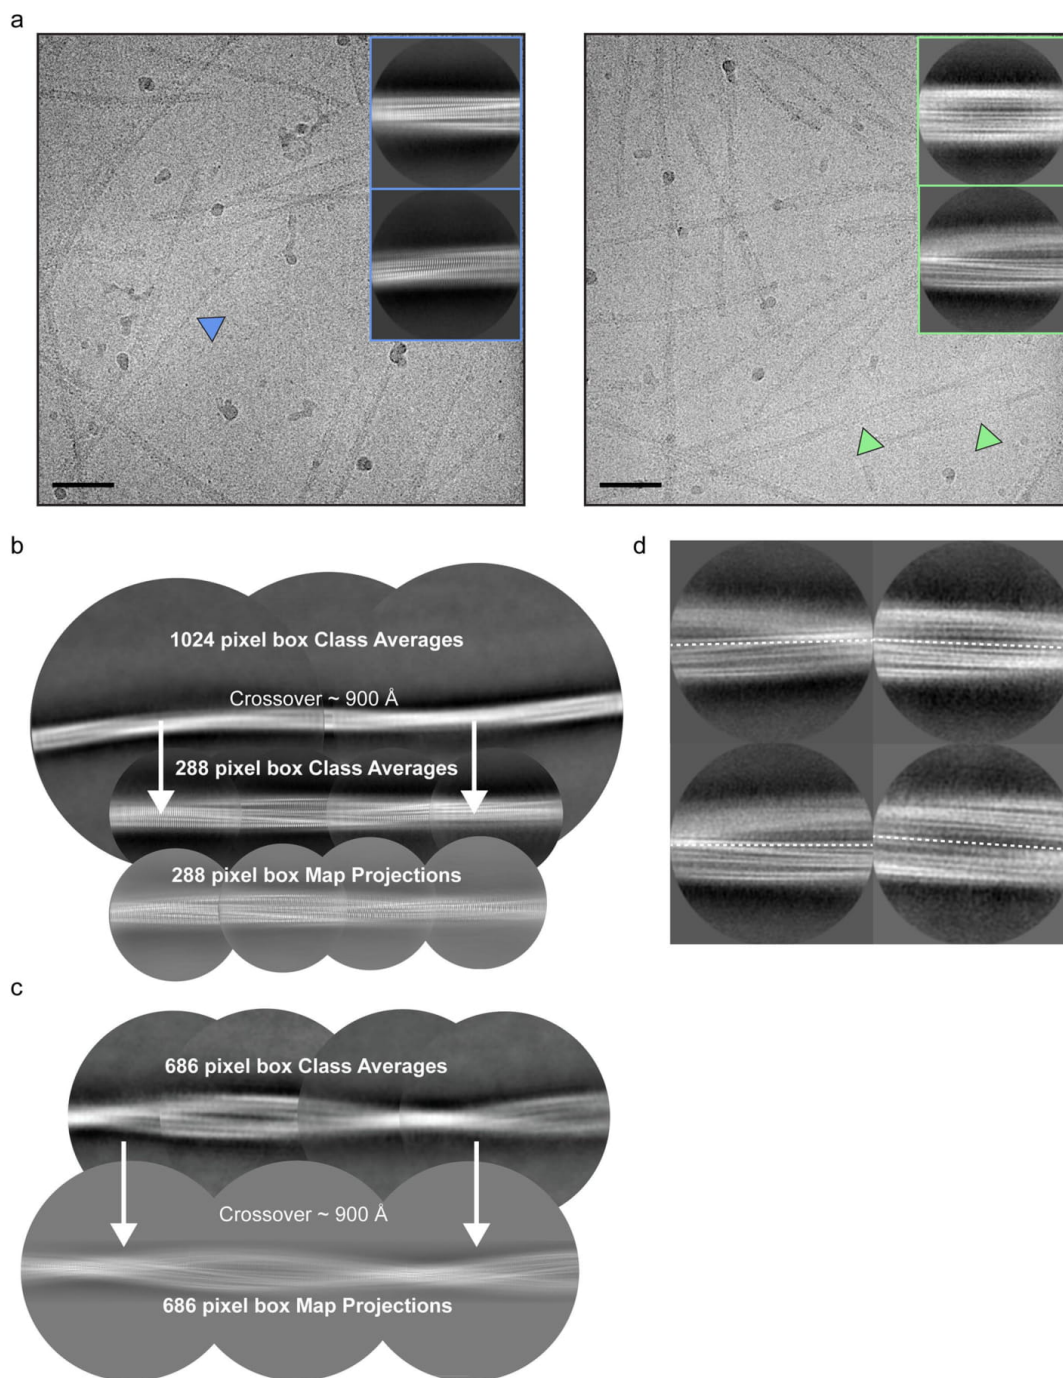 a
b
1024 pixel box Class Averages
Crossover ~ 900 Å
288 pixel box Class Averages
288 pixel box Map Projections
c
686 pixel box Class Averages
Crossover ~ 900 Å
686 pixel box Map Projections
d